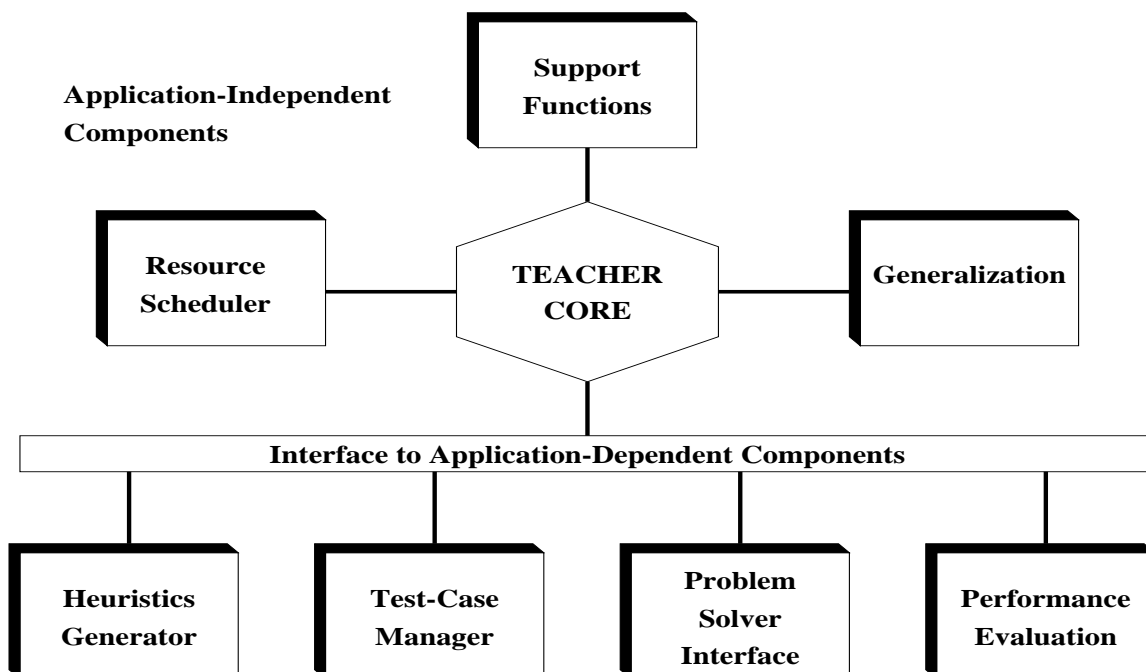 Support
Functions
Application-Independent
Components
Resource
Scheduler
TEACHER
CORE
Generalization
Interface to Application-Dependent Components
Heuristics
Generator
Test-Case
Manager
Problem
Solver
Interface
Performance
Evaluation